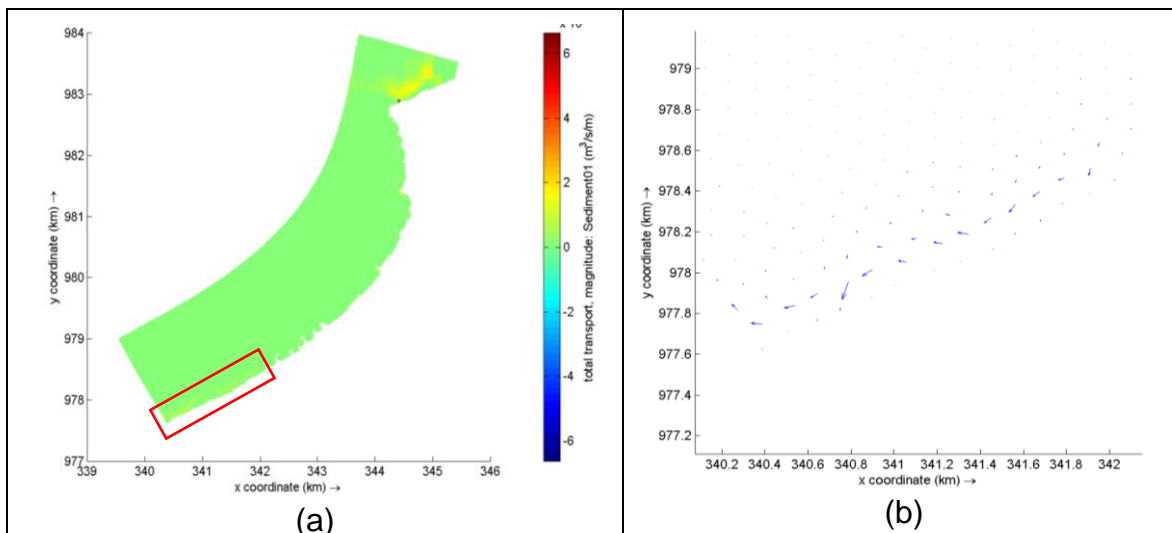 984
983
982
981
980
979
978
977
y coordinate (km) →
339 340 341 342 343 344 345 346
x coordinate (km) →
6
4
2
0
-2
-4
-6
total transport, magnitude: Sediment01 (m³/s/m)
(a)
979
978.8
978.6
978.4
978.2
978
977.8
977.6
977.4
977.2
y coordinate (km) →
340.2 340.4 340.6 340.8 341 341.2 341.4 341.6 341.8 342
x coordinate (km) →
(b)